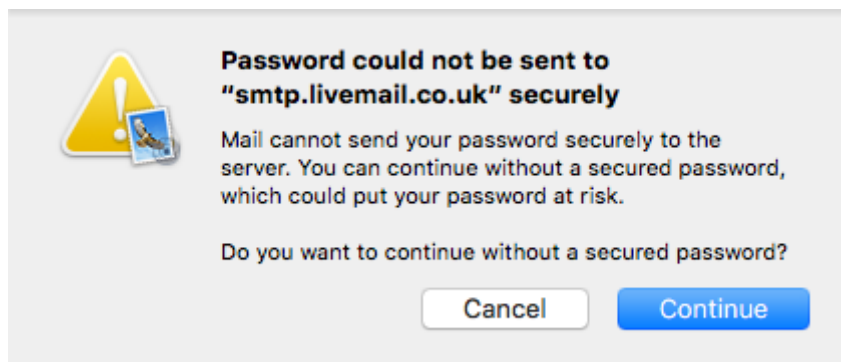 Password could not be sent to
“smtp.livemail.co.uk” securely
Mail cannot send your password securely to the
server. You can continue without a secured password,
which could put your password at risk.
Do you want to continue without a secured password?
Cancel
Continue